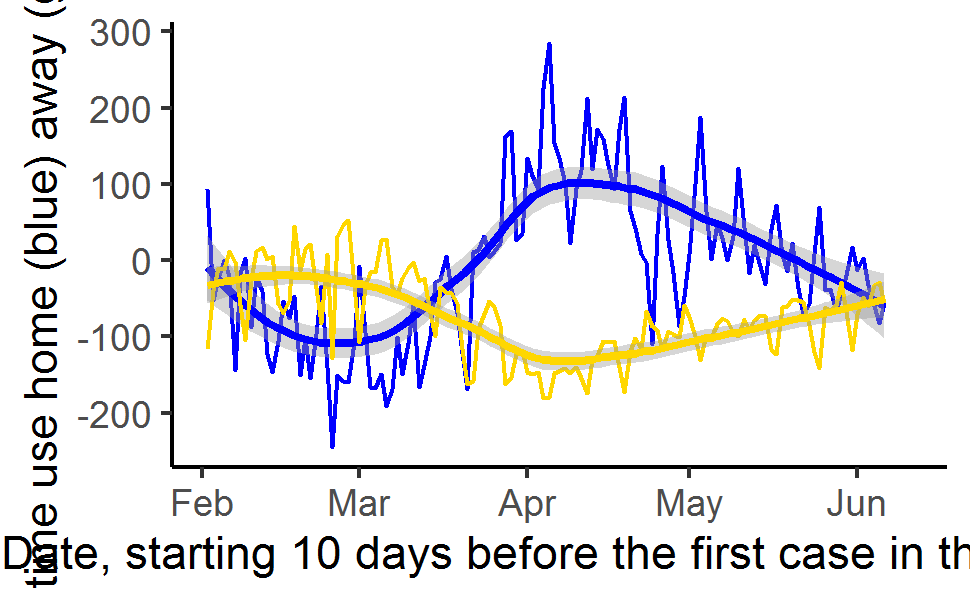 300
200
100
0
-100
-200
time use home (blue) away (
Feb Mar Apr May Jun
Date, starting 10 days before the first case in th